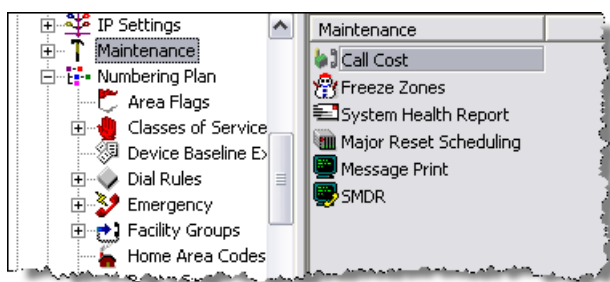 IP Settings
Maintenance
Numbering Plan
Area Flags
Classes of Service
Device Baseline
Dial Rules
Emergency
Facility Groups
Home Area Codes
Maintenance
Call Cost
Freeze Zones
System Health Report
Major Reset Scheduling
Message Print
SMDR